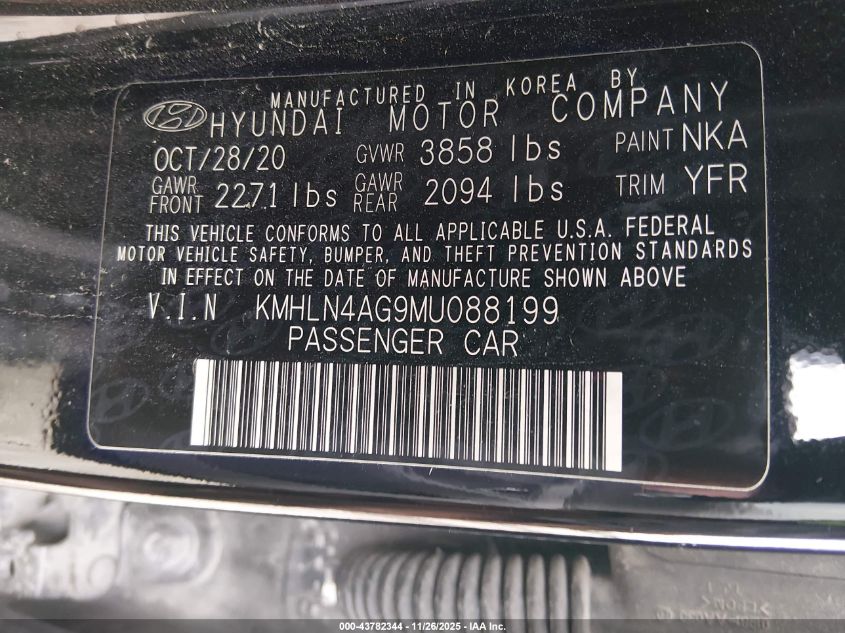 MANUFACTURED IN KOREA BY
HYUNDAI MOTOR COMPANY
OCT/28/20 GVWR 3858 lbs PAINT NKA
GAWR FRONT 2271 lbs GAWR REAR 2094 lbs TRIM YFR
THIS VEHICLE CONFORMS TO ALL APPLICABLE U.S.A. FEDERAL
MOTOR VEHICLE SAFETY, BUMPER, AND THEFT PREVENTION STANDARDS
IN EFFECT ON THE DATE OF MANUFACTURE SHOWN ABOVE
V.I.N KMHLN4AG9MU088199
PASSENGER CAR
000-43782344 - 11/26/2025 - © IAA, Inc.